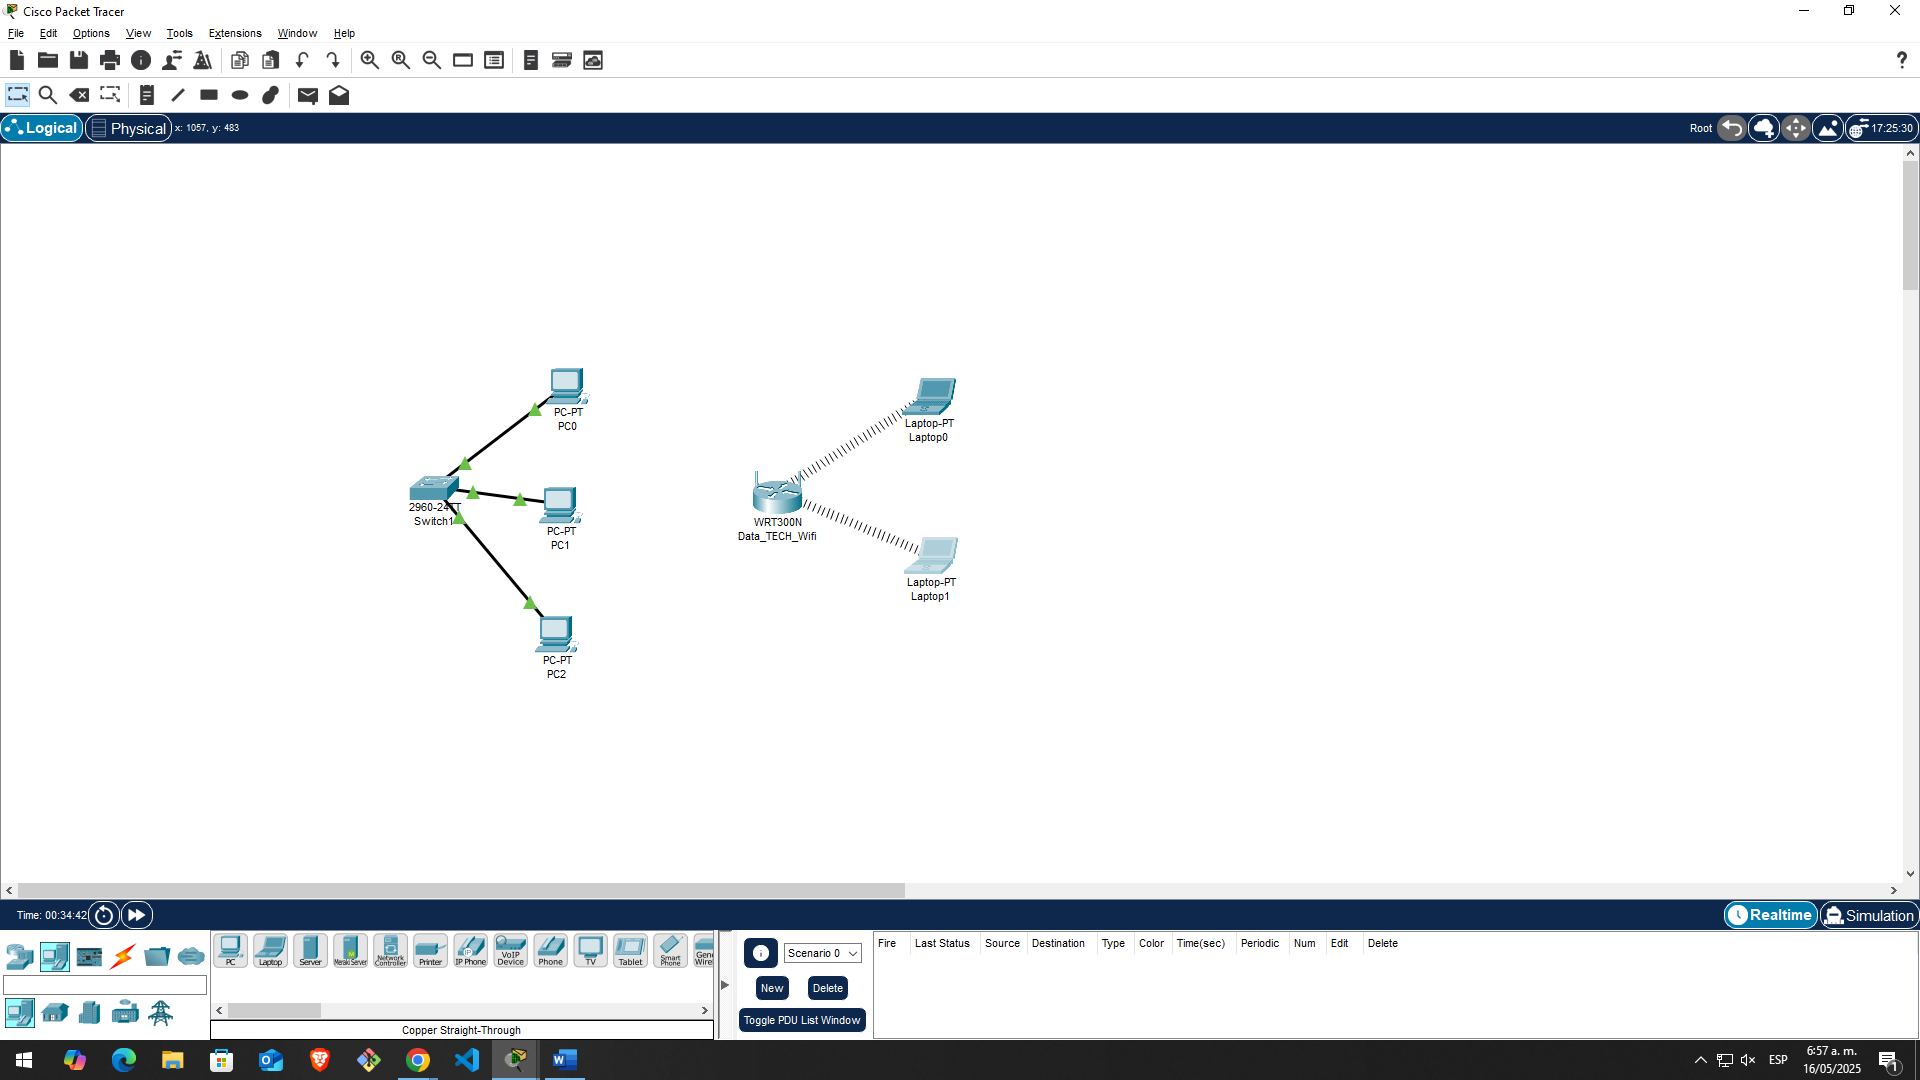 Cisco Packet Tracer
File Edit Options View Tools Extensions Window Help
Logical Physical x: 1057, y: 483 Root 17:25:30
PC-PT
PC0
Laptop-PT
Laptop0
2960-24TT
Switch1
PC-PT
PC1
WRT300N
Data_TECH_Wifi
Laptop-PT
Laptop1
PC-PT
PC2
Time: 00:34:42 Realtime Simulation
PC Laptop Server Meraki Server Network Controller Printer IP Phone VoIP Device Phone TV Tablet Smart Phone
Copper Straight-Through
Scenario 0
New Delete
Toggle PDU List Window
Fire Last Status Source Destination Type Color Time(sec) Periodic Num Edit Delete
ESP
6:57 a. m.
16/05/2025
1